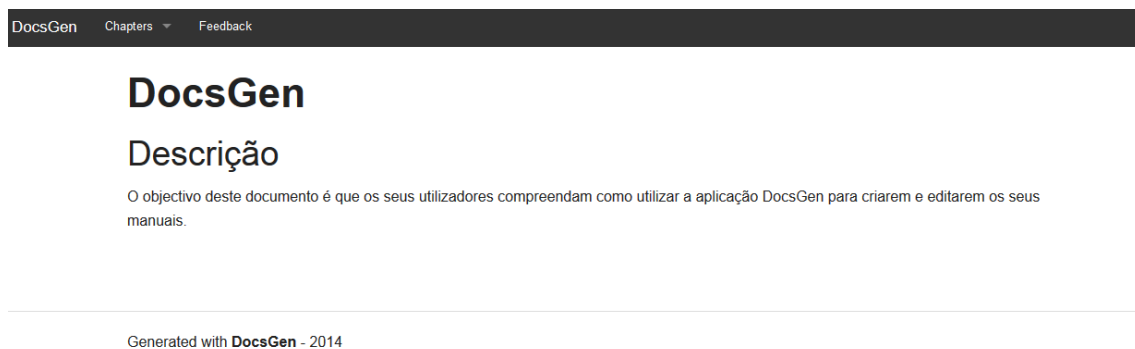 DocsGen Chapters Feedback
DocsGen
Descrição
O objectivo deste documento é que os seus utilizadores compreendam como utilizar a aplicação DocsGen para criarem e editarem os seus
manuais.
Generated with DocsGen - 2014